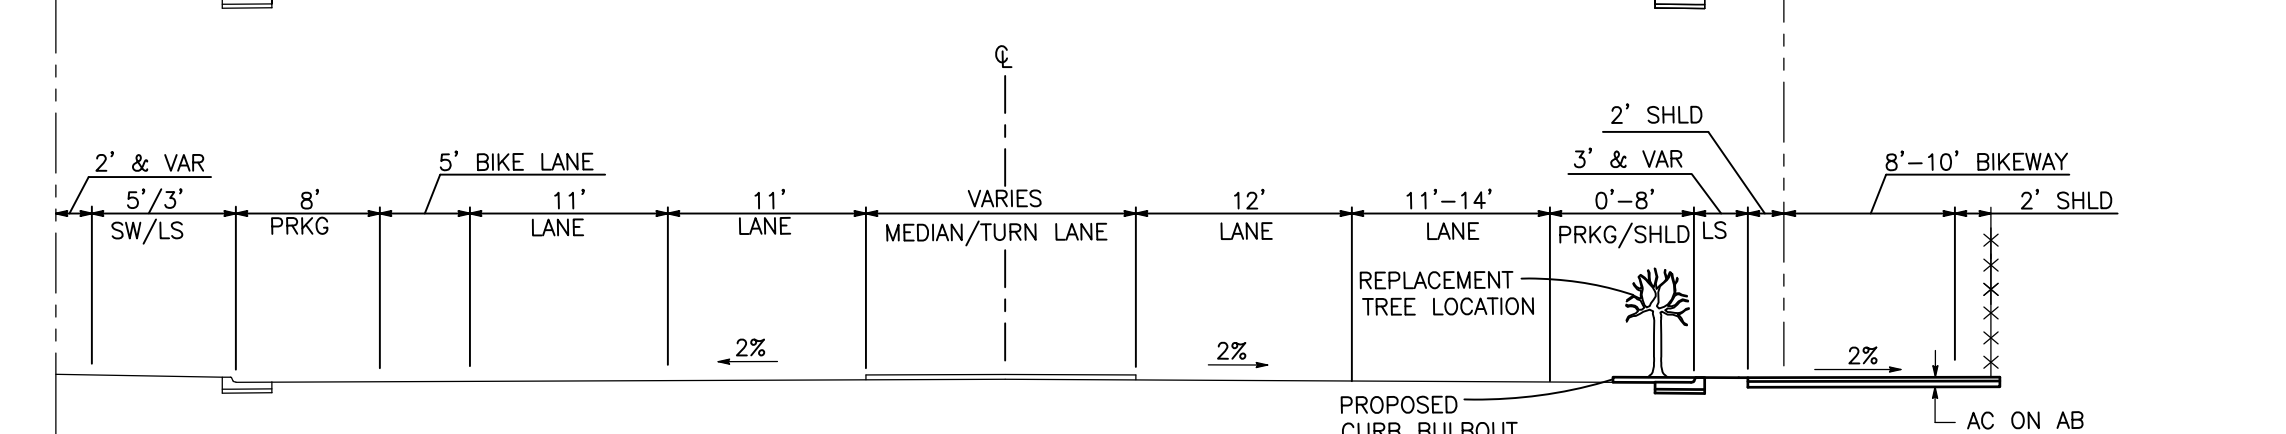 ℄
2' SHLD
2' & VAR
5' BIKE LANE
3' & VAR
8'-10' BIKEWAY
5'/3'
8'
11'
11'
VARIES
12'
11'-14'
0'-8'
2' SHLD
SW/LS
PRKG
LANE
LANE
MEDIAN/TURN LANE
LANE
LANE
PRKG/SHLD
LS
REPLACEMENT
TREE LOCATION
2%
2%
2%
PROPOSED
CURB BULBOUT
AC ON AB